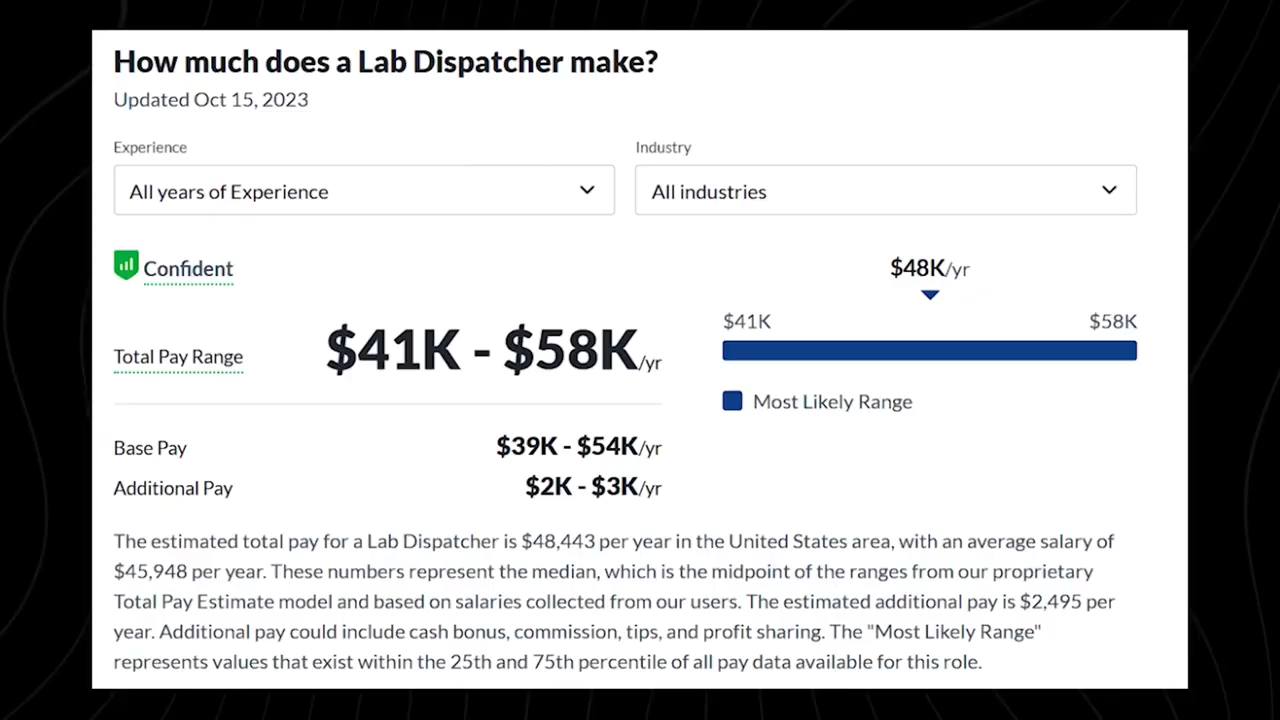 How much does a Lab Dispatcher make?
Updated Oct 15, 2023
Experience
Industry
All years of Experience
All industries
Confident
$48K/yr
$41K
$58K
Total Pay Range
$41K - $58K/yr
Most Likely Range
Base Pay
$39K - $54K/yr
Additional Pay
$2K - $3K/yr
The estimated total pay for a Lab Dispatcher is $48,443 per year in the United States area, with an average salary of
$45,948 per year. These numbers represent the median, which is the midpoint of the ranges from our proprietary
Total Pay Estimate model and based on salaries collected from our users. The estimated additional pay is $2,495 per
year. Additional pay could include cash bonus, commission, tips, and profit sharing. The "Most Likely Range"
represents values that exist within the 25th and 75th percentile of all pay data available for this role.